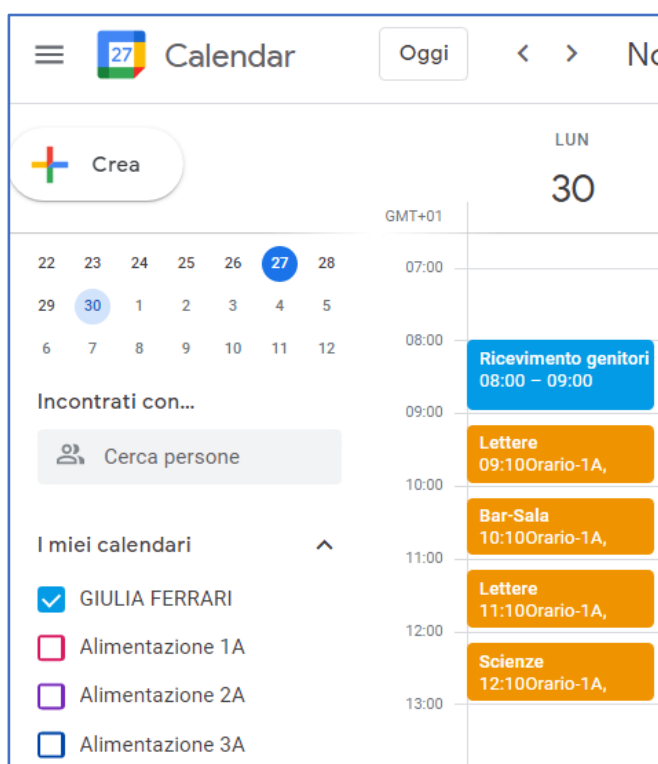 27 Calendar Oggi
Crea
LUN
30
GMT+01
22 23 24 25 26 27 28
29 30 1 2 3 4 5
6 7 8 9 10 11 12
Incontrati con...
Cerca persone
I miei calendari
GIULIA FERRARI
Alimentazione 1A
Alimentazione 2A
Alimentazione 3A
07:00
08:00
Ricevimento genitori
08:00 – 09:00
09:00
Lettere
09:10Orario-1A,
10:00
Bar-Sala
10:10Orario-1A,
11:00
Lettere
11:10Orario-1A,
12:00
Scienze
12:10Orario-1A,
13:00